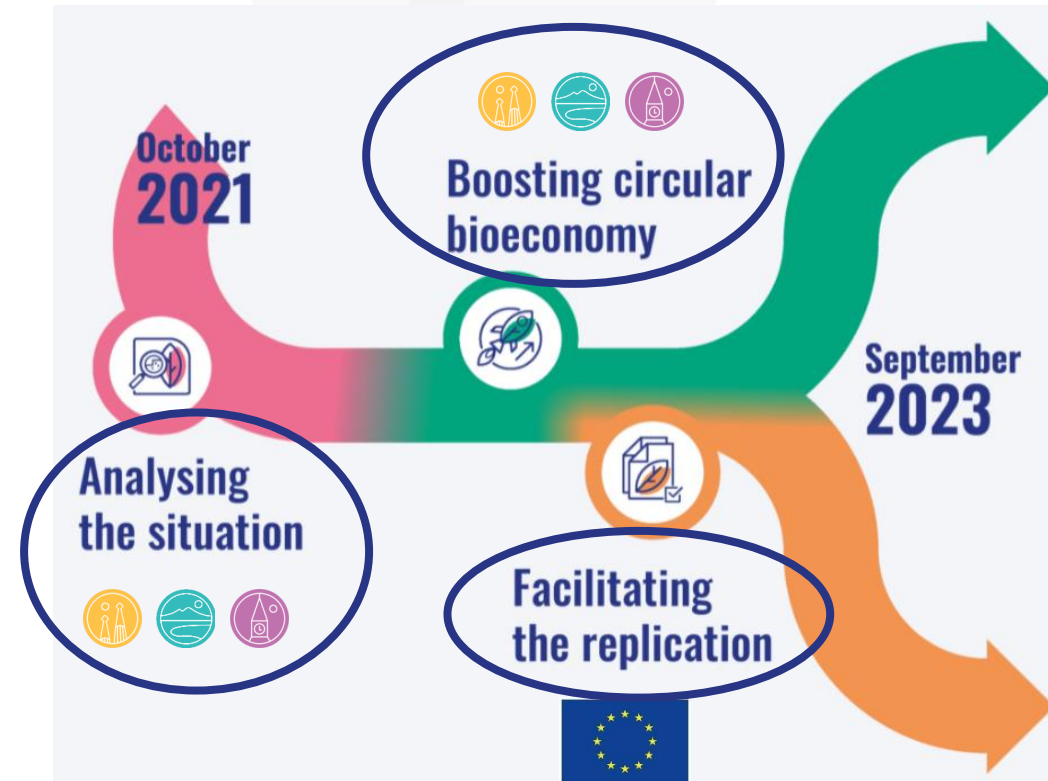 October
2021
Boosting circular
bioeconomy
September
2023
Analysing
the situation
Facilitating
the replication